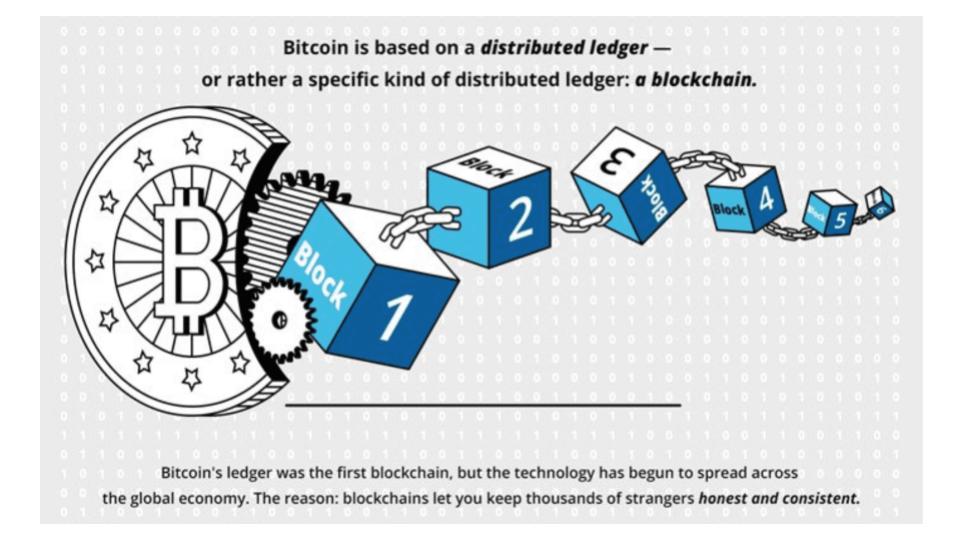 Bitcoin is based on a distributed ledger —
or rather a specific kind of distributed ledger: a blockchain.
Block 1
Block 2
3 Block
Block 4
Block 5
6
Bitcoin's ledger was the first blockchain, but the technology has begun to spread across
the global economy. The reason: blockchains let you keep thousands of strangers honest and consistent.